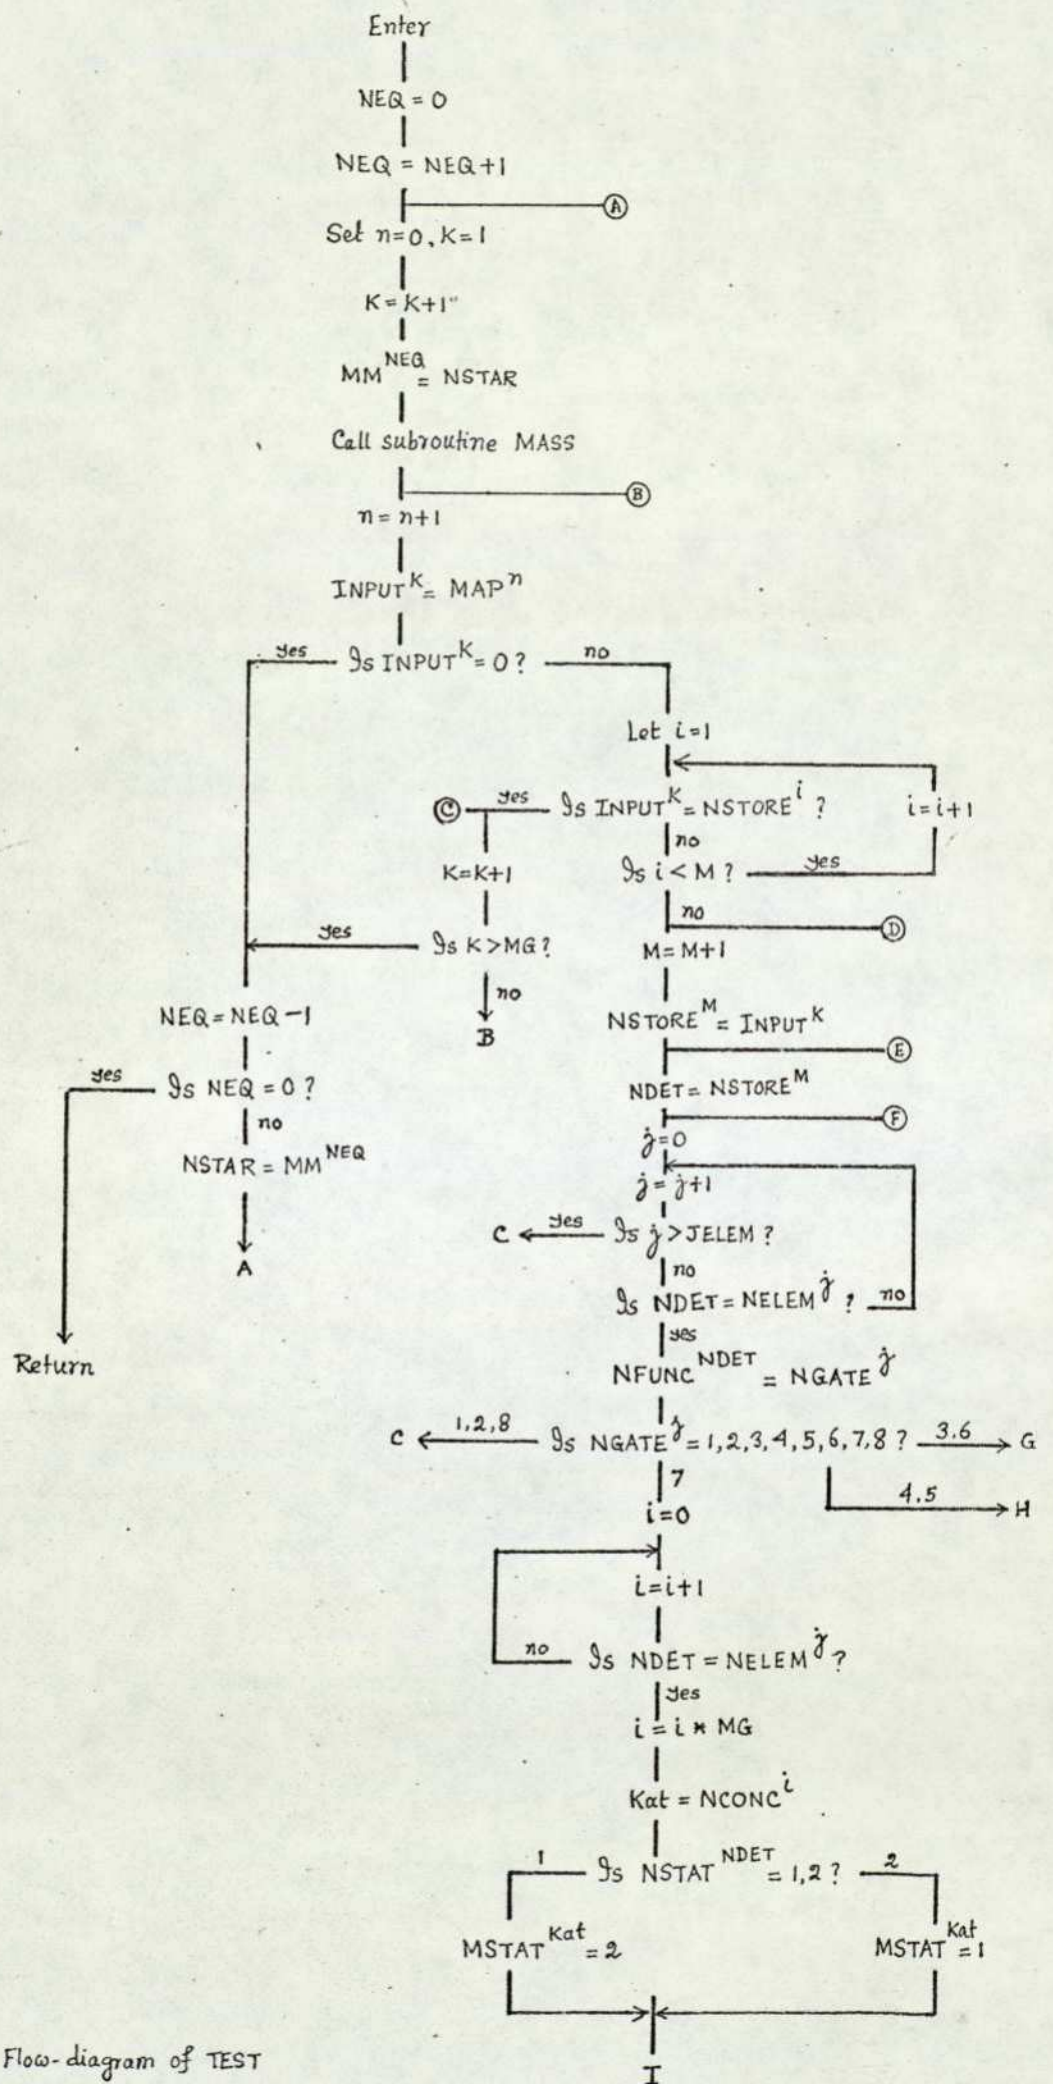 Enter
NEQ = 0
NEQ = NEQ+1
A
Set n=0, K=1
K = K+1
MM^NEQ = NSTAR
Call subroutine MASS
B
n = n+1
INPUT^K = MAP^n
yes Is INPUT^K = 0 ? no
Let i=1
C yes Is INPUT^K = NSTORE^i ? i=i+1
no
K=K+1 Is i < M ? yes
no D
yes Is K > MG ? M = M+1
no
NEQ = NEQ -1 B NSTORE^M = INPUT^K
E
yes Is NEQ = 0 ? NDET = NSTORE^M
no F
j=0
NSTAR = MM^NEQ j = j+1
C yes Is j > JELEM ?
A no
Is NDET = NELEM^j ? no
yes
Return NFUNC^NDET = NGATE^j
C 1,2,8 Is NGATE^j = 1,2,3,4,5,6,7,8 ? 3.6 G
7 4.5 H
i=0
i=i+1
no Is NDET = NELEM^j ?
yes
i = i * MG
Kat = NCONC^i
1 Is NSTAT^NDET = 1,2 ? 2
MSTAT^Kat = 2 MSTAT^Kat = 1
I
Flow-diagram of TEST